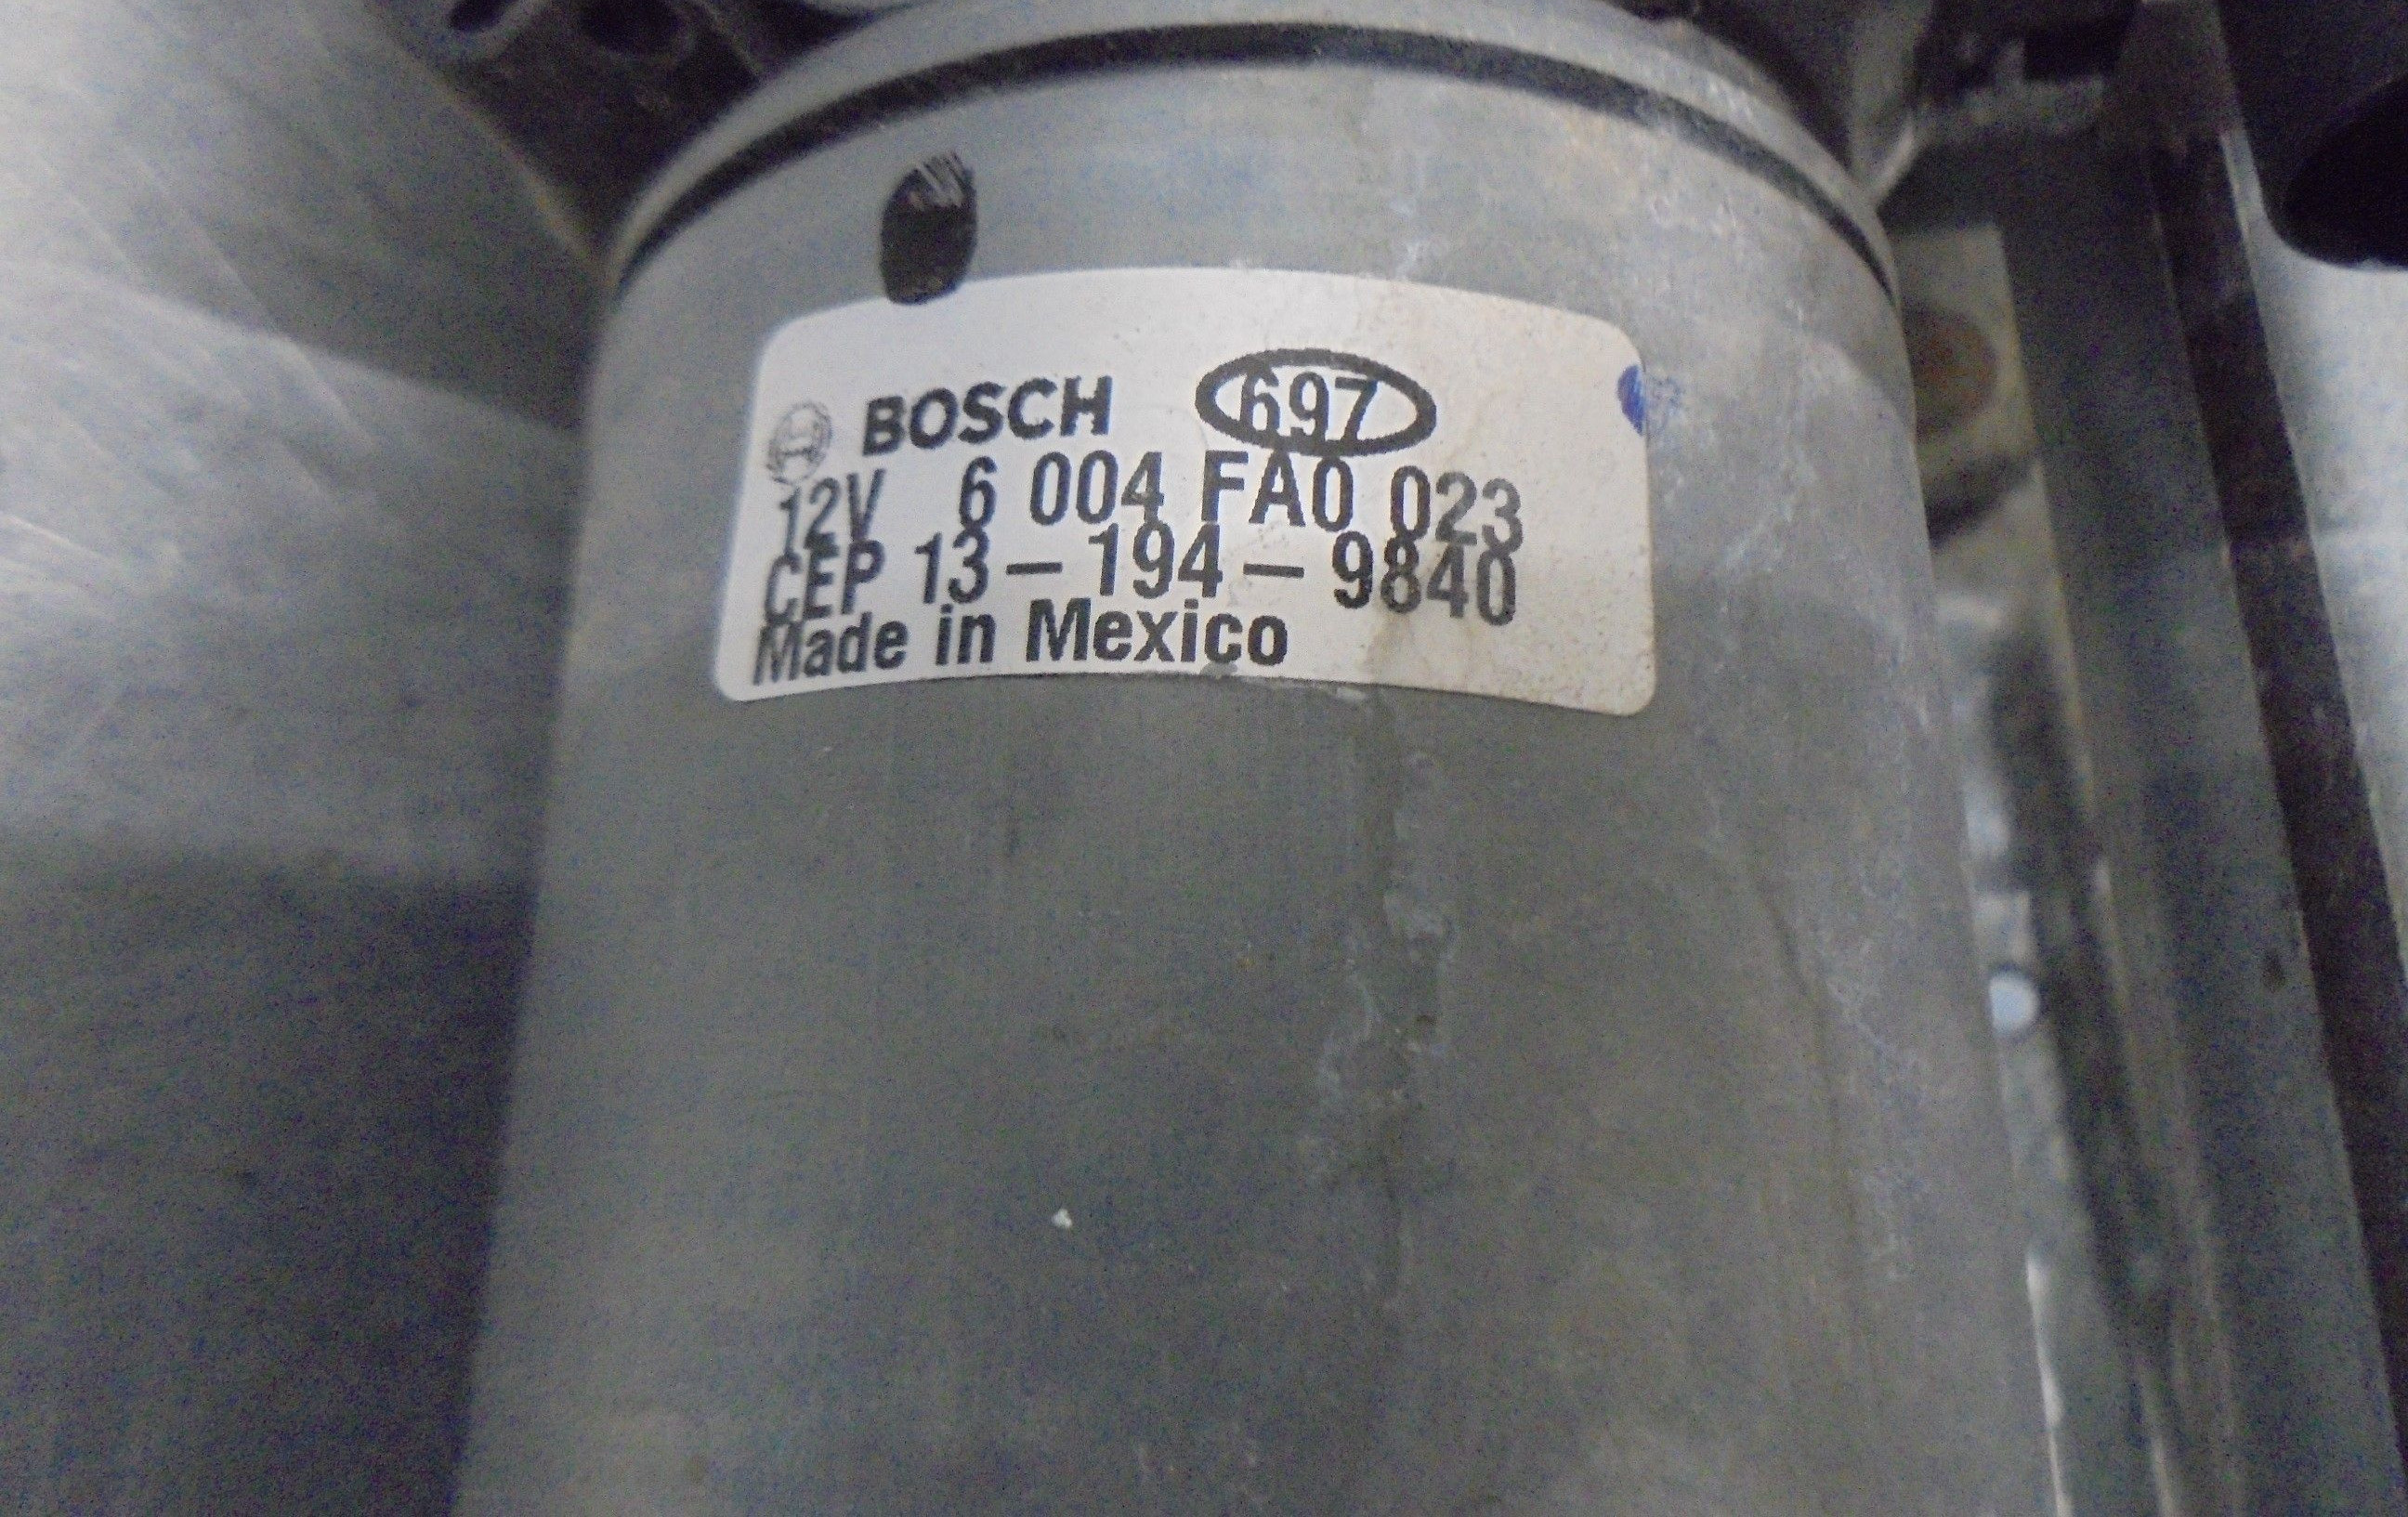 BOSCH 697
12V 6 004 FA0 023
CEP 13-194-9840
Made in Mexico